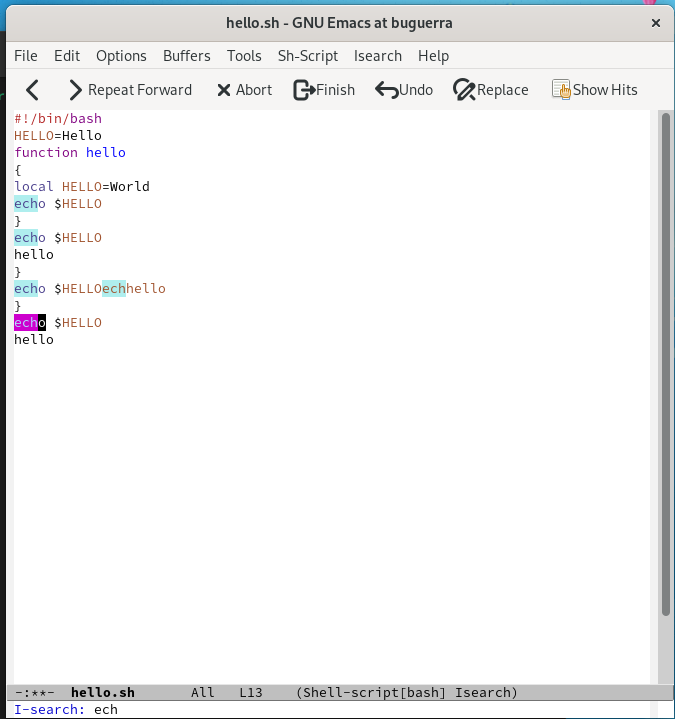 hello.sh - GNU Emacs at buguerra
File Edit Options Buffers Tools Sh-Script Isearch Help
Repeat Forward Abort Finish Undo Replace Show Hits
#!/bin/bash
HELLO=Hello
function hello
{
local HELLO=World
echo $HELLO
}
echo $HELLO
hello
}
echo $HELLOechhello
}
echo $HELLO
hello
-:**- hello.sh All L13 (Shell-script[bash] Isearch)
I-search: ech